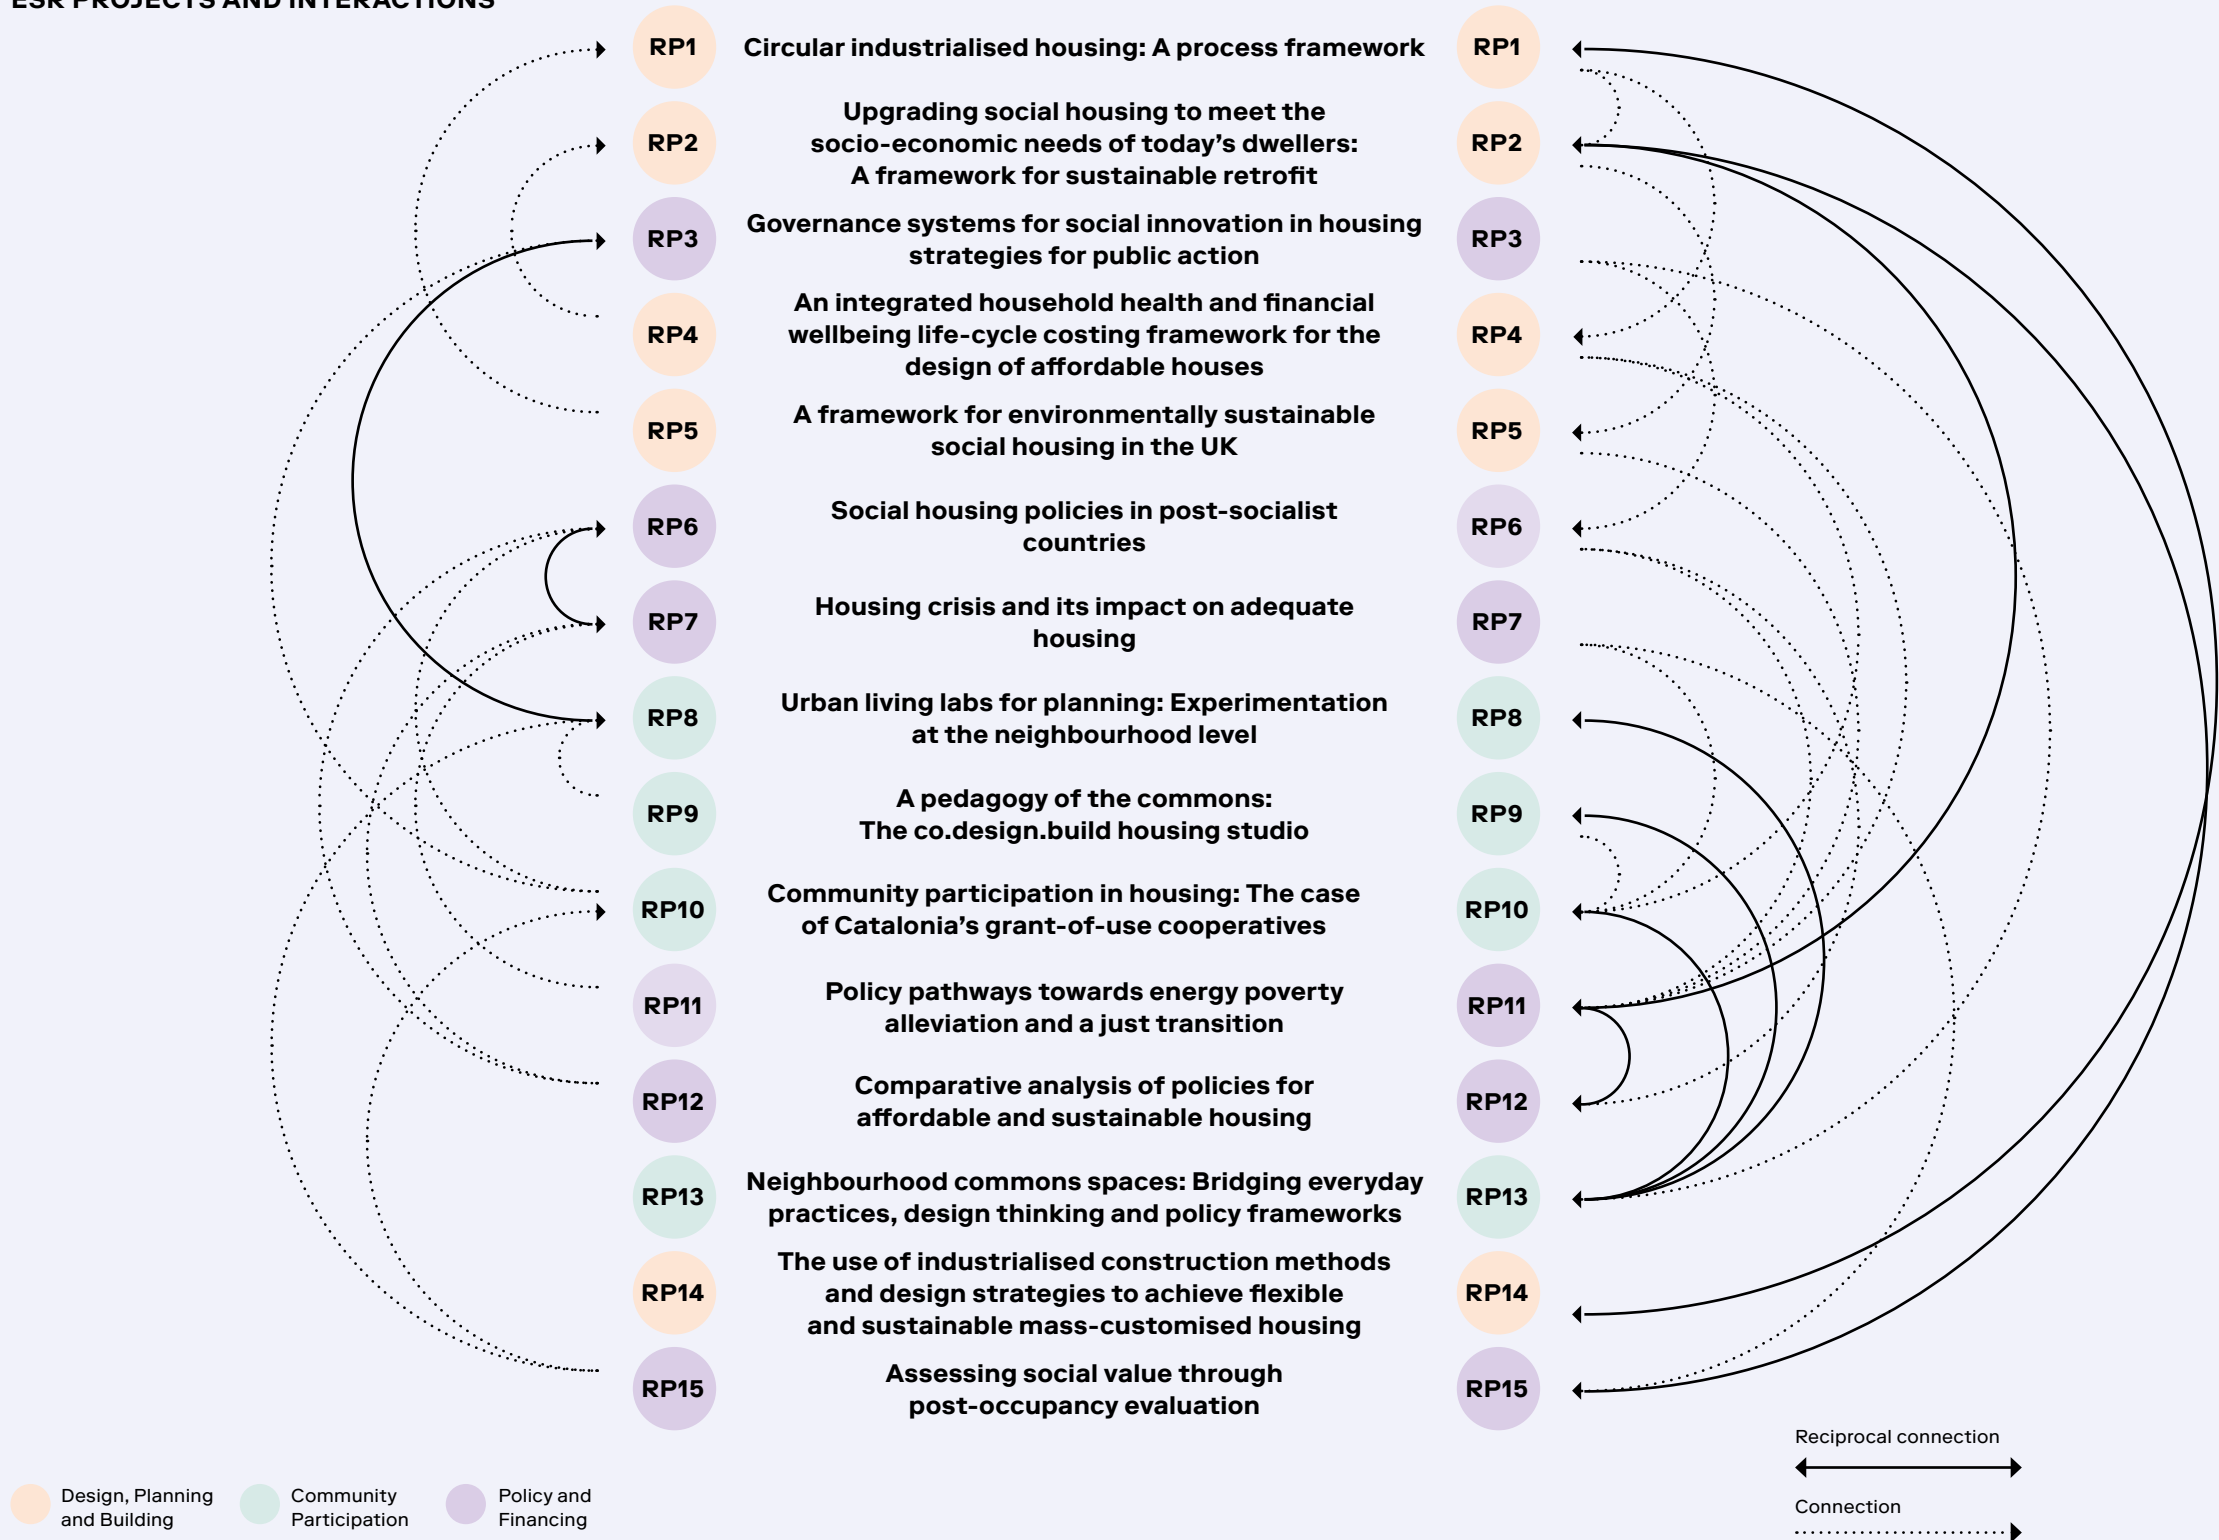 ESR PROJECTS AND INTERACTIONS
RP1 Circular industrialised housing: A process framework RP1
Upgrading social housing to meet the
RP2 socio-economic needs of today's dwellers: RP2
A framework for sustainable retrofit
RP3 Governance systems for social innovation in housing RP3
strategies for public action
An integrated household health and financial
RP4 wellbeing life-cycle costing framework for the RP4
design of affordable houses
RP5 A framework for environmentally sustainable RP5
social housing in the UK
RP6 Social housing policies in post-socialist RP6
countries
RP7 Housing crisis and its impact on adequate RP7
housing
RP8 Urban living labs for planning: Experimentation RP8
at the neighbourhood level
RP9 A pedagogy of the commons: RP9
The co.design.build housing studio
RP10 Community participation in housing: The case RP10
of Catalonia's grant-of-use cooperatives
RP11 Policy pathways towards energy poverty RP11
alleviation and a just transition
RP12 Comparative analysis of policies for RP12
affordable and sustainable housing
RP13 Neighbourhood commons spaces: Bridging everyday RP13
practices, design thinking and policy frameworks
The use of industrialised construction methods
RP14 and design strategies to achieve flexible RP14
and sustainable mass-customised housing
RP15 Assessing social value through RP15
post-occupancy evaluation
Reciprocal connection
Connection
Design, Planning
and Building
Community
Participation
Policy and
Financing